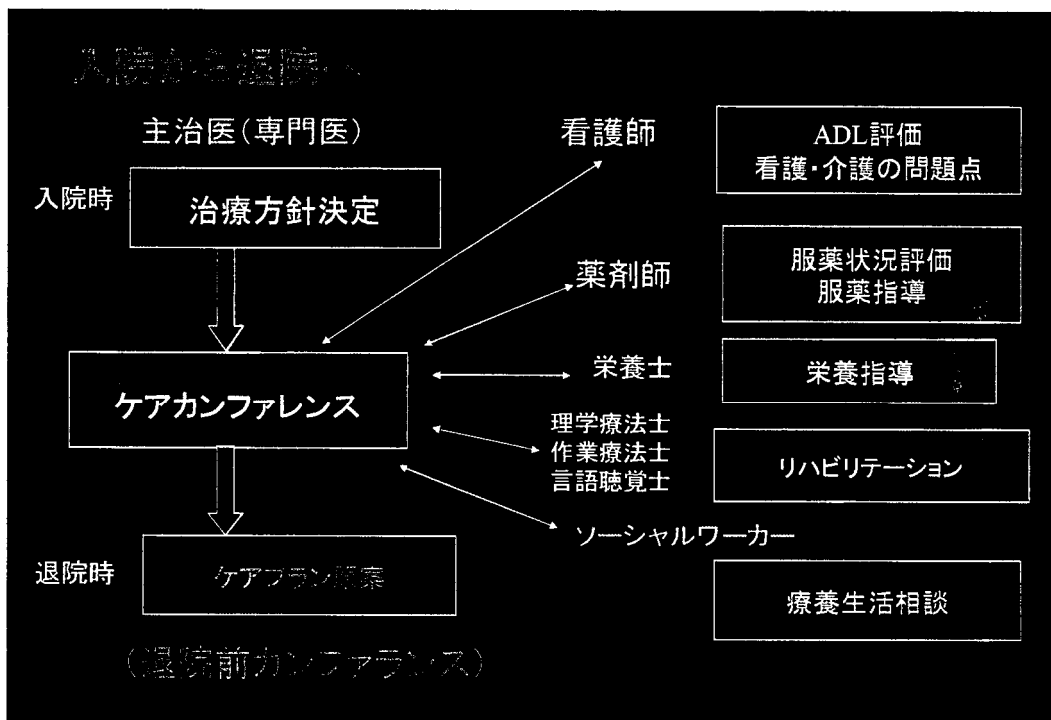 入院から退院へ
主治医(専門医)
入院時
治療方針決定
ケアカンファレンス
退院時
ケアプラン原案
(退院前カンファランス)
看護師
ADL評価
看護・介護の問題点
薬剤師
服薬状況評価
服薬指導
栄養士
栄養指導
理学療法士
作業療法士
言語聴覚士
リハビリテーション
ソーシャルワーカー
療養生活相談